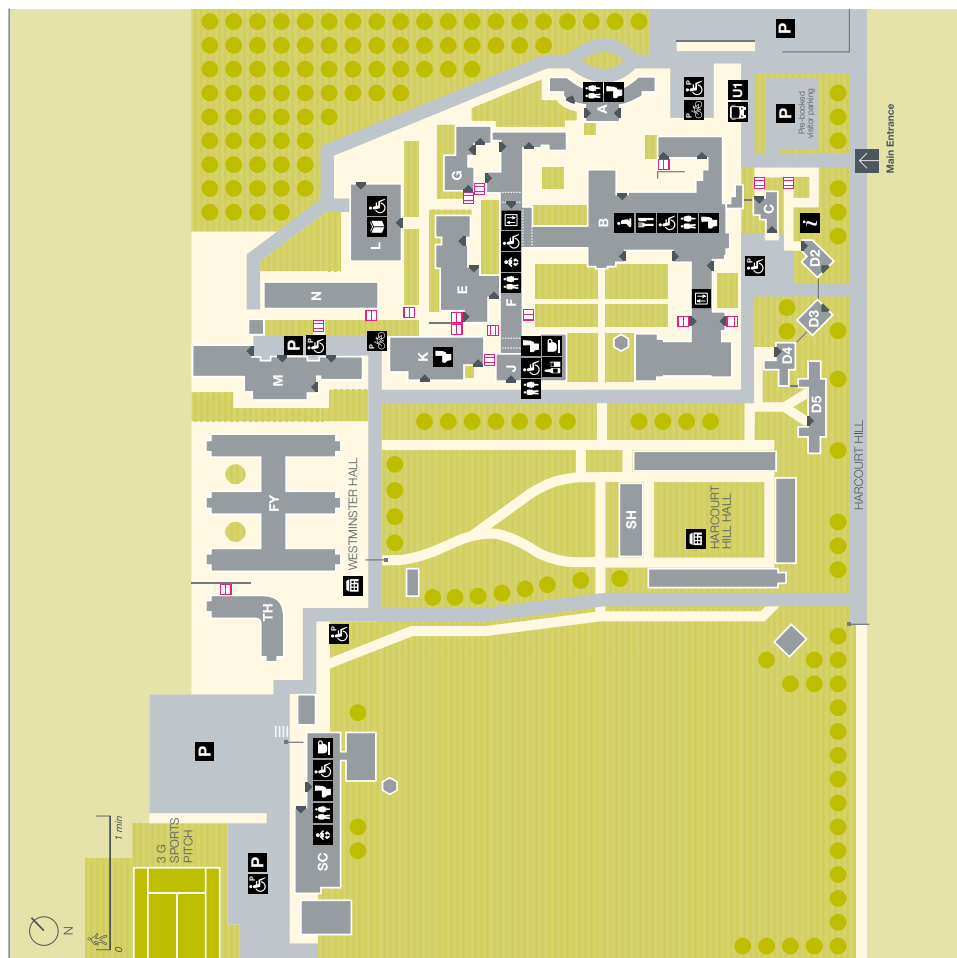 P
P
U1
P
Pre-booked
visitor parking
Main Entrance
A
P
G
L
B
C
i
D2
E
F
N
D3
P
P
P
K
J
D4
M
D5
HARCOURT HILL
FY
WESTMINSTER HALL
SH
HARCOURT
HILL HALL
TH
P
P
1 min
3 G
SPORTS
PITCH
SC
P
P
N
0